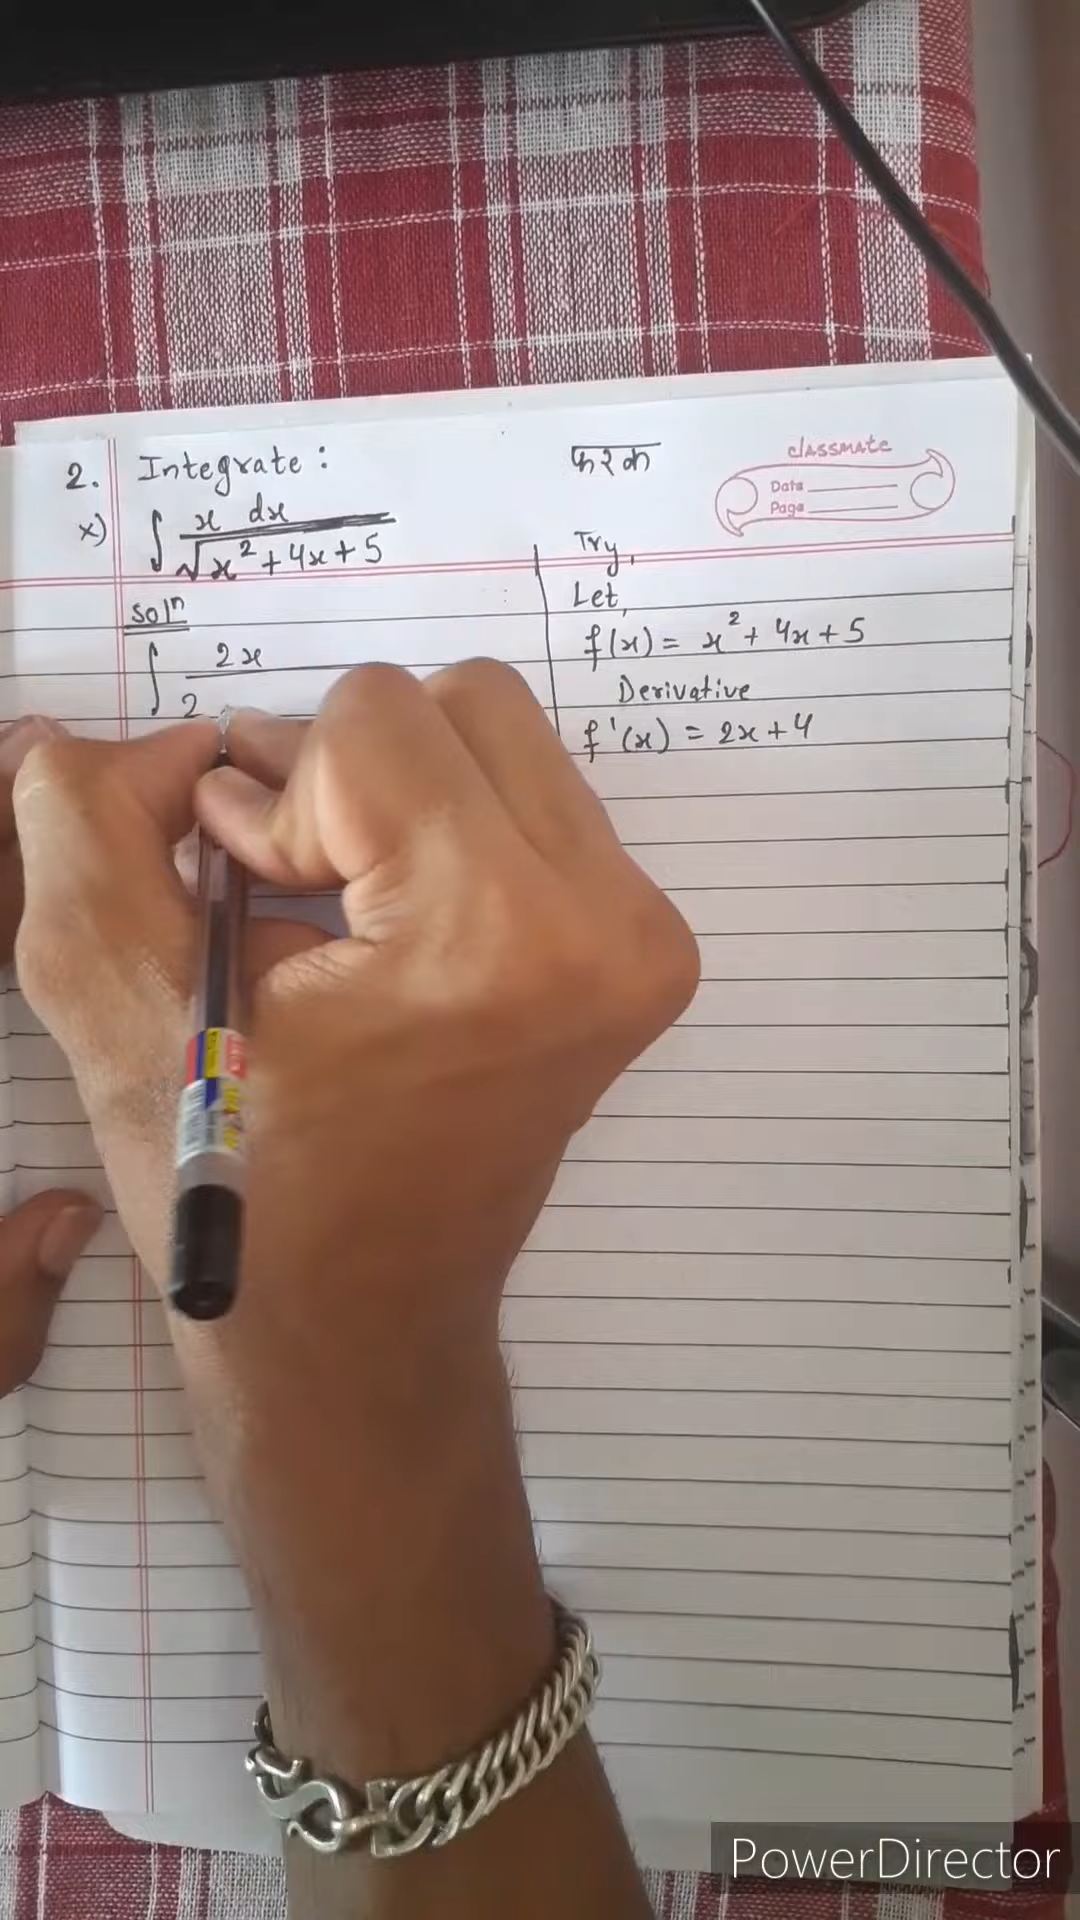 2. Integrate :
x) ∫ x dx / √x² + 4x + 5
Solⁿ
∫ 2x / 2
फरक
classmate
Date
Page
Try,
Let,
f(x) = x² + 4x + 5
Derivative
f'(x) = 2x + 4
PowerDirector